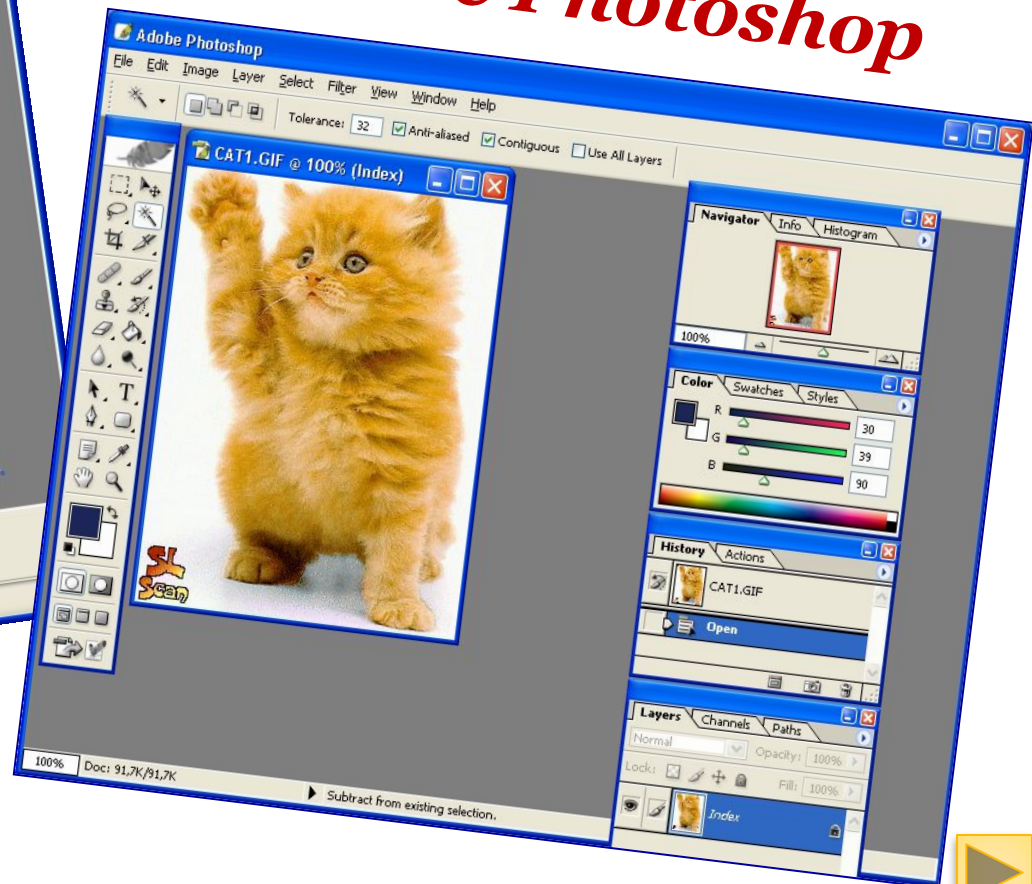 Photoshop
Adobe Photoshop
File Edit Image Layer Select Filter View Window Help
Tolerance: 32 Anti-aliased Contiguous Use All Layers
CAT1.GIF @ 100% (Index)
SL
Scan
Navigator Info Histogram
100%
Color Swatches Styles
R 30
G 39
B 90
History Actions
CAT1.GIF
Open
Layers Channels Paths
Normal Opacity: 100%
Lock: Fill: 100%
Index
100% Doc: 91,7K/91,7K Subtract from existing selection.